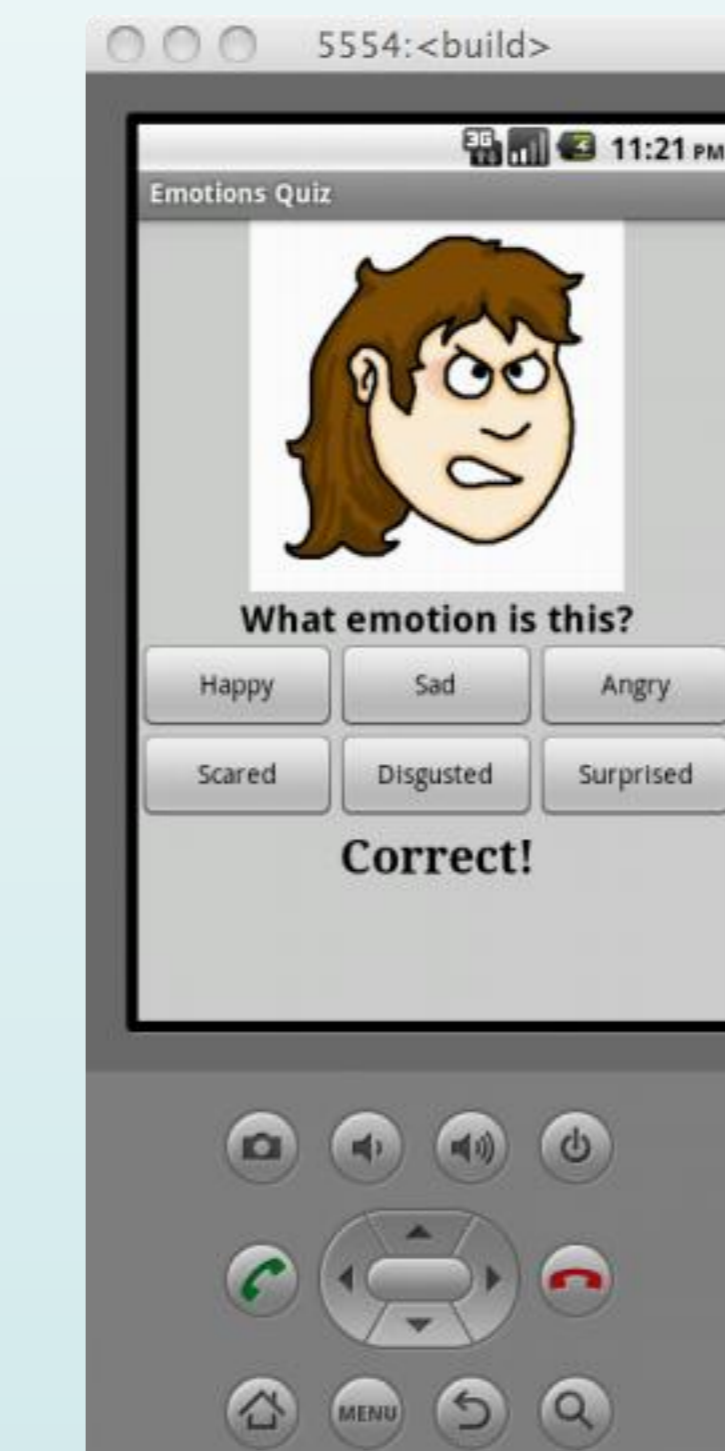 5554:<build>
3G 11:21 PM
Emotions Quiz
What emotion is this?
Happy Sad Angry
Scared Disgusted Surprised
Correct!
MENU